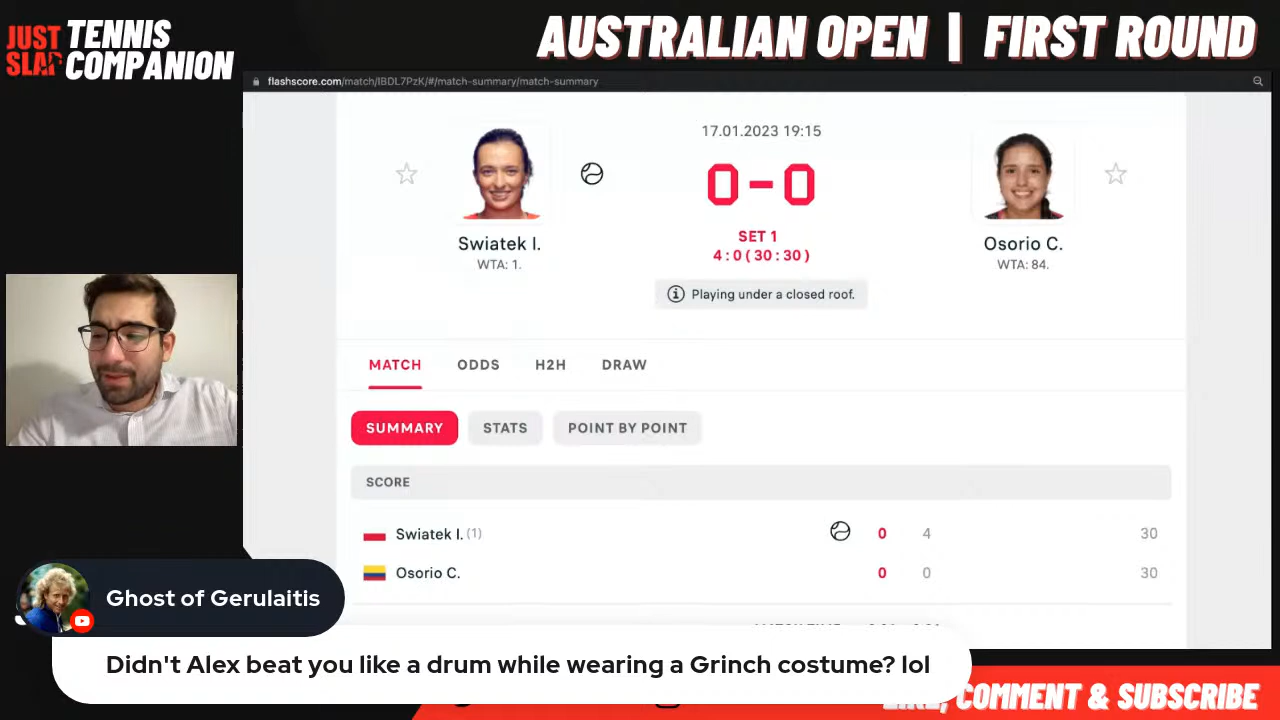 JUST TENNIS
SLAP COMPANION
AUSTRALIAN OPEN | FIRST ROUND
flashscore.com/match/IBDL7PzK/#/match-summary/match-summary
17.01.2023 19:15
0-0
SET 1
4 : 0 ( 30 : 30 )
Swiatek I.
WTA: 1.
Osorio C.
WTA: 84.
Playing under a closed roof.
MATCH ODDS H2H DRAW
SUMMARY STATS POINT BY POINT
SCORE
Swiatek I. (1) 0 4 30
Osorio C. 0 0 30
Ghost of Gerulaitis
Didn't Alex beat you like a drum while wearing a Grinch costume? lol
COMMENT & SUBSCRIBE